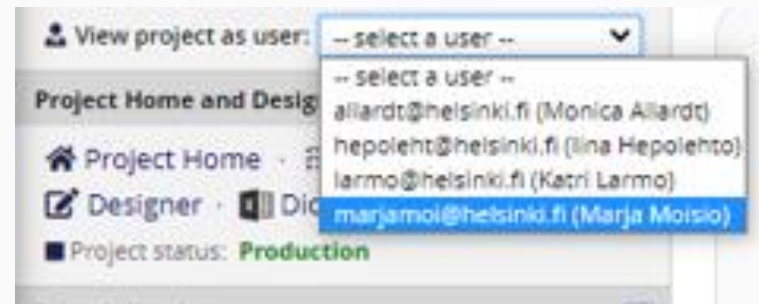 View project as user: -- select a user --
-- select a user --
Project Home and Desig
allardt@helsinki.fi (Monica Allardt)
hepoleht@helsinki.fi (Iina Hepolehto)
Project Home ·
larmo@helsinki.fi (Katri Larmo)
Designer · Dic
marjamoi@helsinki.fi (Marja Moisio)
Project status: Production